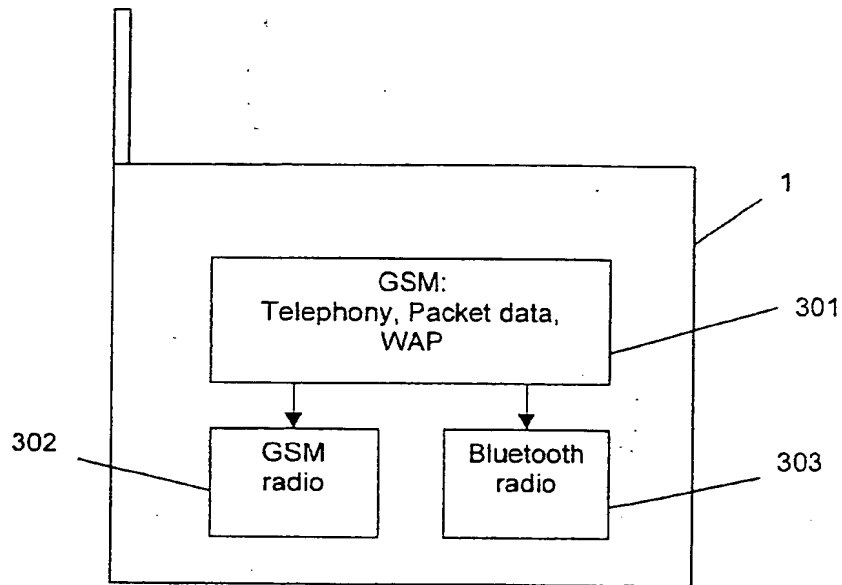 1
GSM:
Telephony, Packet data,
WAP
301
302
GSM
radio
Bluetooth
radio
303